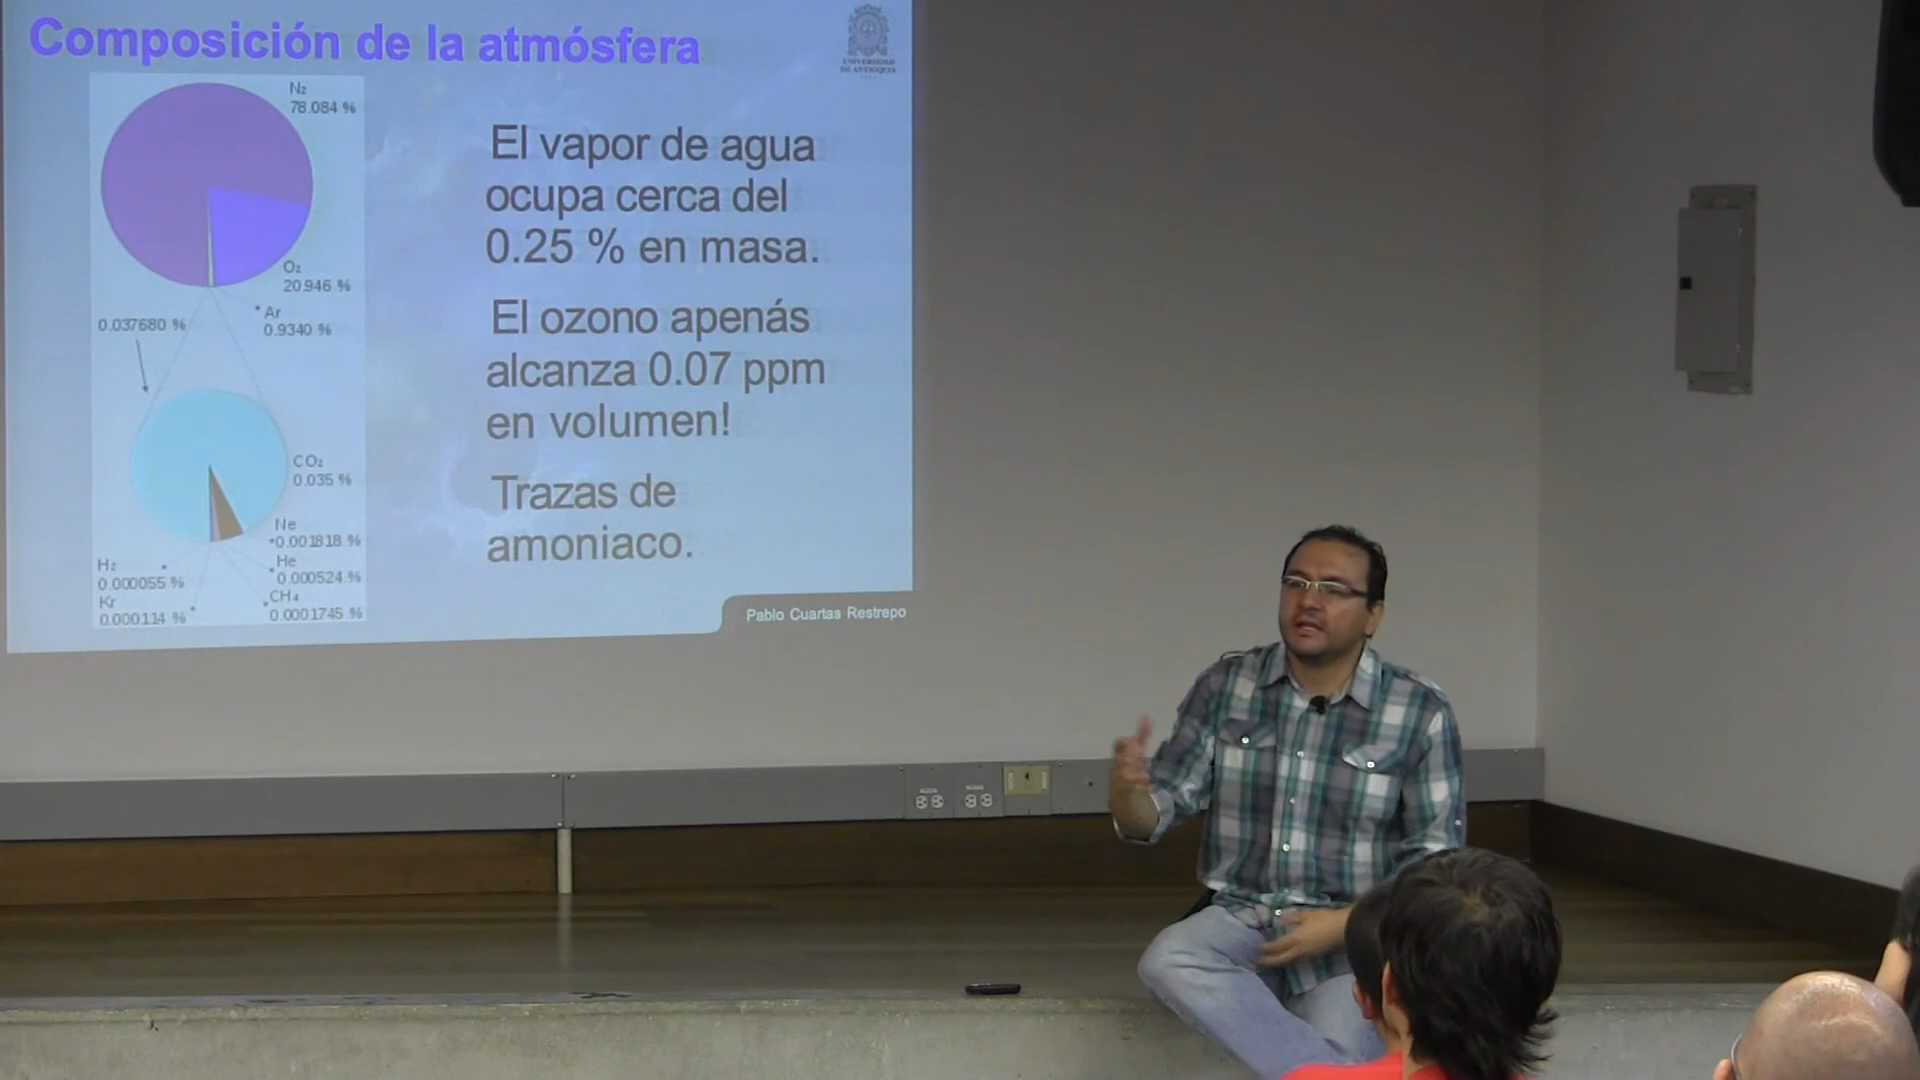 Composición de la atmósfera
UNIVERSIDAD
DE ANTIOQUIA
N₂
78.084 %
O₂
20.946 %
Ar
0.9340 %
0.037680 %
CO₂
0.035 %
Ne
0.001818 %
He
0.000524 %
CH₄
0.0001745 %
H₂
0.000055 %
Kr
0.000114 %
El vapor de agua
ocupa cerca del
0.25 % en masa.
El ozono apenás
alcanza 0.07 ppm
en volumen!
Trazas de
amoniaco.
Pablo Cuartas Restrepo